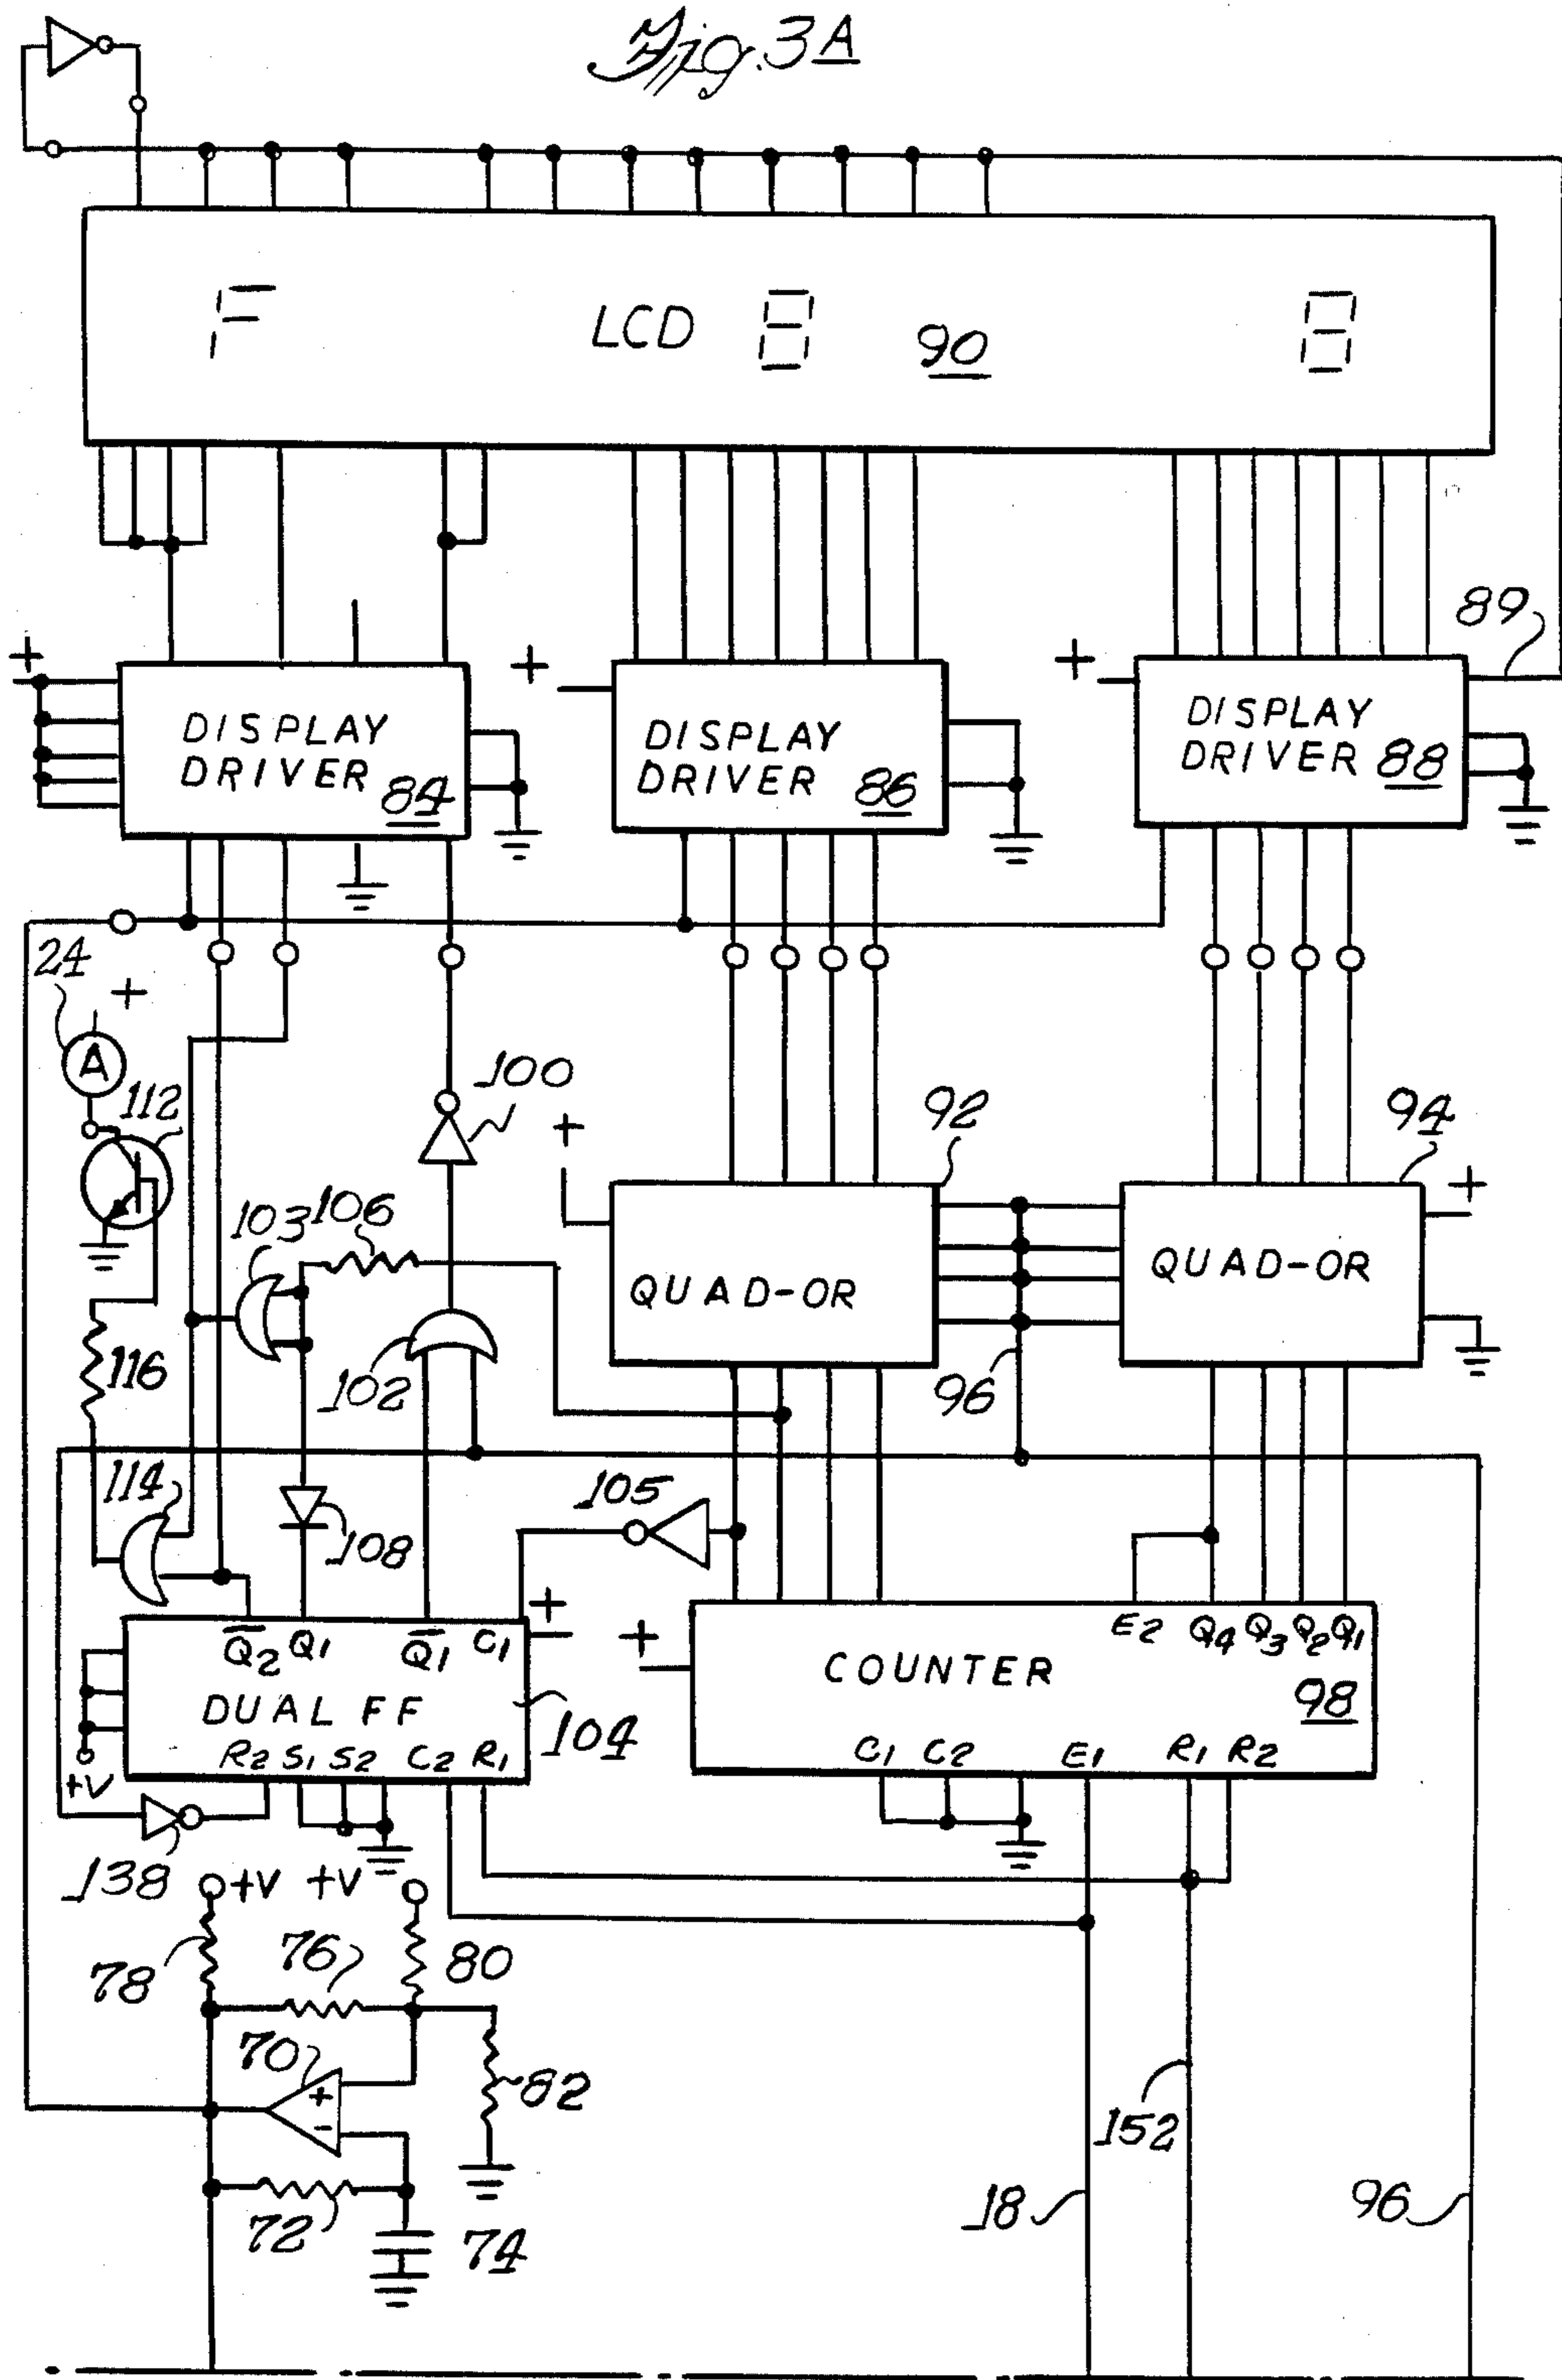 Fig. 3A
F LCD 8 90 8
89
+ + +
DISPLAY
DRIVER 84
DISPLAY
DRIVER 86
DISPLAY
DRIVER 88
24
+
A
112
100
+
92
94
+
103 106
QUAD-OR
QUAD-OR
116
102
96
114
105
108
+
+
Q2 Q1 Q1 C1
E2 Q4 Q3 Q2 Q1
COUNTER
98
DUAL FF
104
R2 S1 S2 C2 R1
C1 C2 E1 R1 R2
+V
138
+V +V
78
76
80
70
+
-
82
152
72
74
18
96